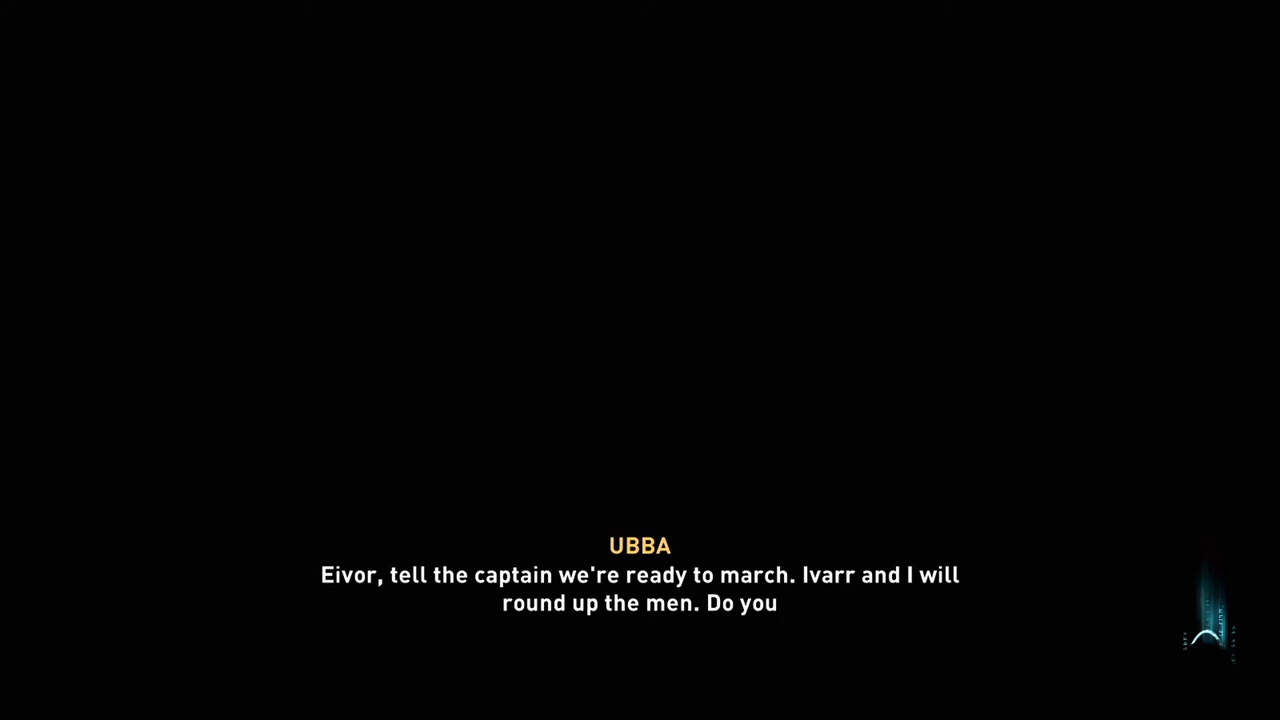 UBBA
Eivor, tell the captain we're ready to march. Ivarr and I will
round up the men. Do you